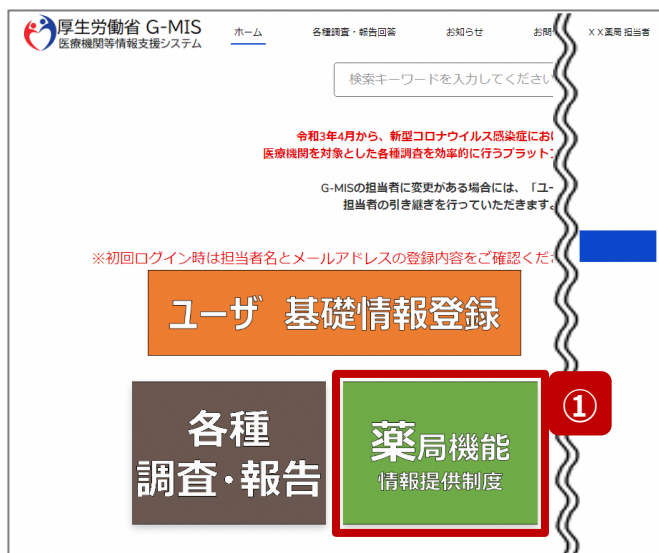 厚生労働省 G-MIS
医療機関等情報支援システム
ホーム 各種調査・報告回答 お知らせ お問 XX薬局 担当者
検索キーワードを入力してください
令和3年4月から、新型コロナウイルス感染症にお
医療機関を対象とした各種調査を効率的に行うプラット
G-MISの担当者に変更がある場合には、「ユー
担当者の引き継ぎを行っていただきます。
※初回ログイン時は担当者名とメールアドレスの登録内容をご確認くだ
ユーザ 基礎情報登録
各種
調査・報告
薬局機能
情報提供制度
①